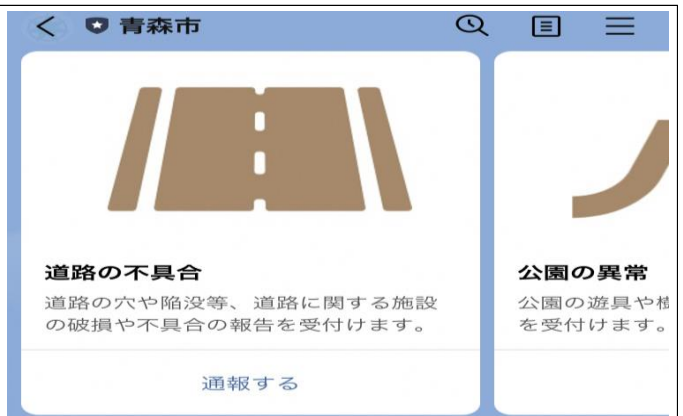 青森市
道路の不具合
道路の穴や陥没等、道路に関する施設
の破損や不具合の報告を受付けます。
通報する
公園の異常
公園の遊具や
を受付けます。